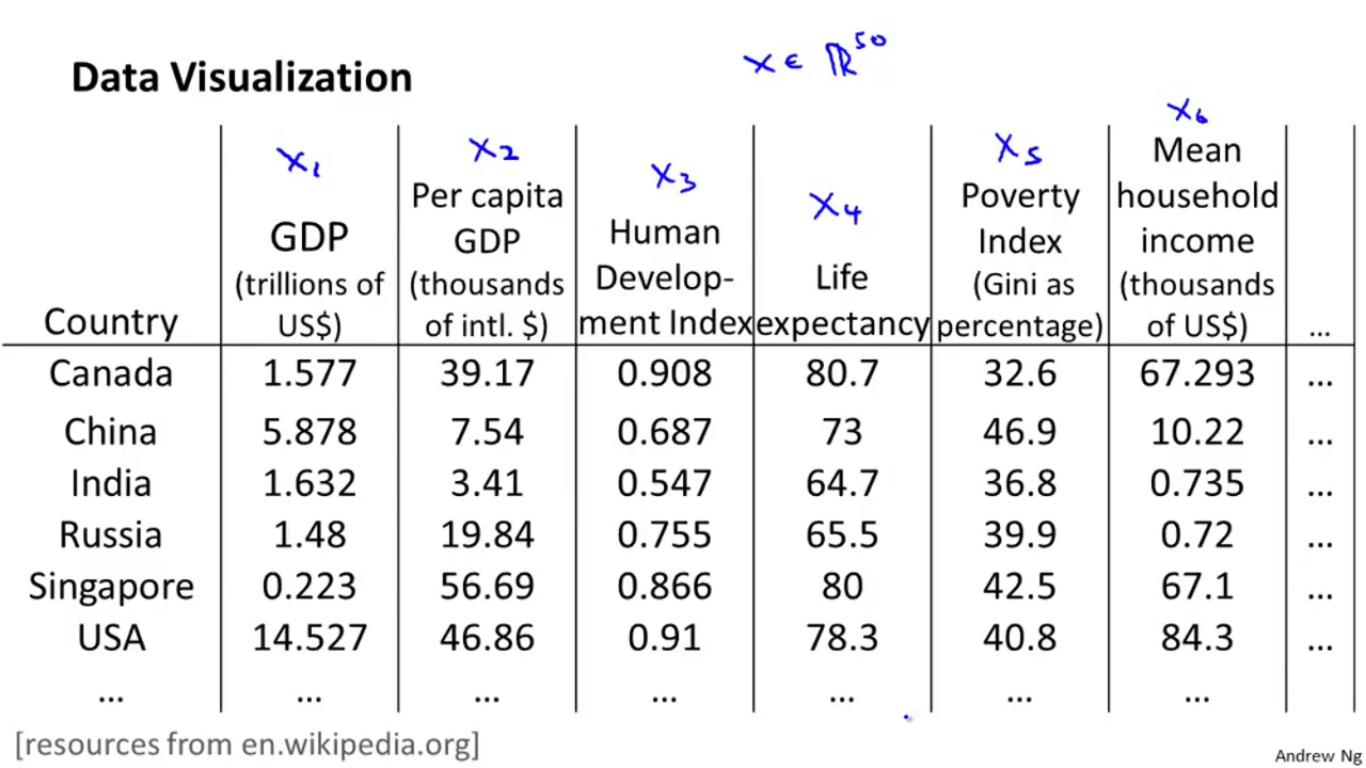 Data Visualization
x ∈ ℝ⁵⁰
x₁ x₂ x₃ x₄ x₅ x₆
Country
GDP
(trillions of
US$)
Per capita
GDP
(thousands
of intl. $)
Human
Develop-
ment Index
Life
expectancy
Poverty
Index
(Gini as
percentage)
Mean
household
income
(thousands
of US$)
...
Canada 1.577 39.17 0.908 80.7 32.6 67.293 ...
China 5.878 7.54 0.687 73 46.9 10.22 ...
India 1.632 3.41 0.547 64.7 36.8 0.735 ...
Russia 1.48 19.84 0.755 65.5 39.9 0.72 ...
Singapore 0.223 56.69 0.866 80 42.5 67.1 ...
USA 14.527 46.86 0.91 78.3 40.8 84.3 ...
... ... ... ... ... ... ...
[resources from en.wikipedia.org]
Andrew Ng